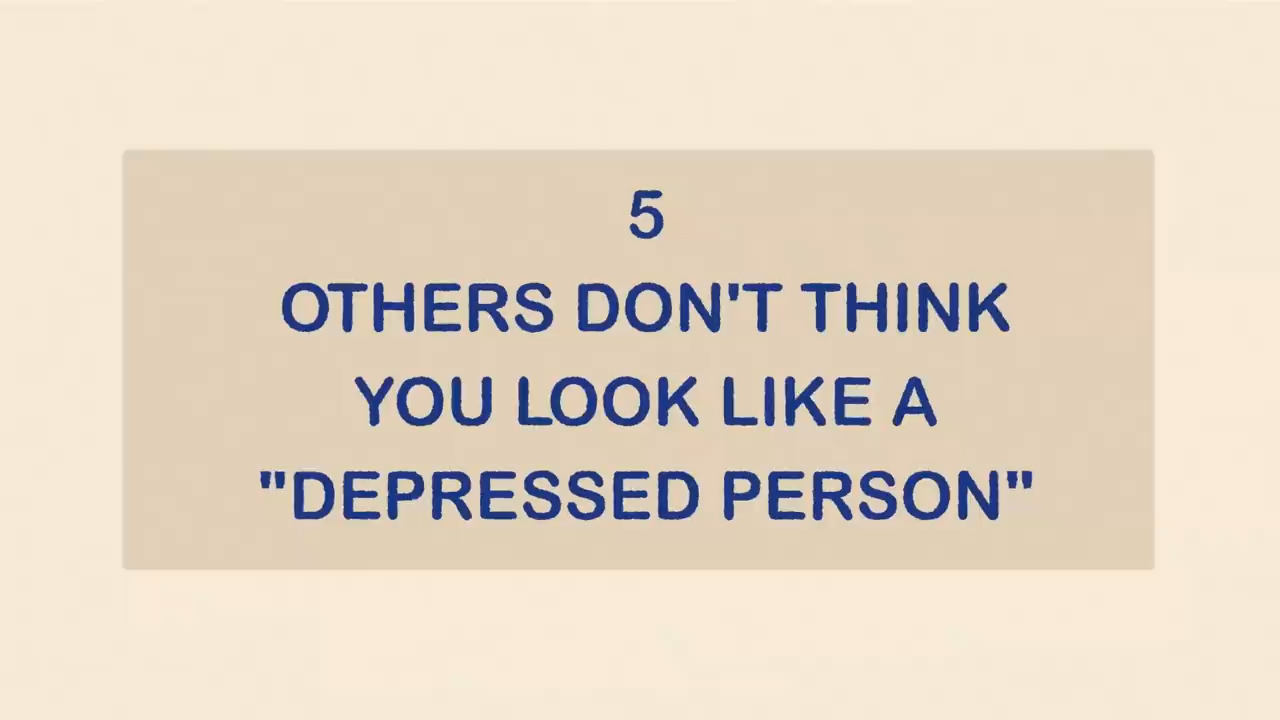 5
OTHERS DON'T THINK
YOU LOOK LIKE A
"DEPRESSED PERSON"